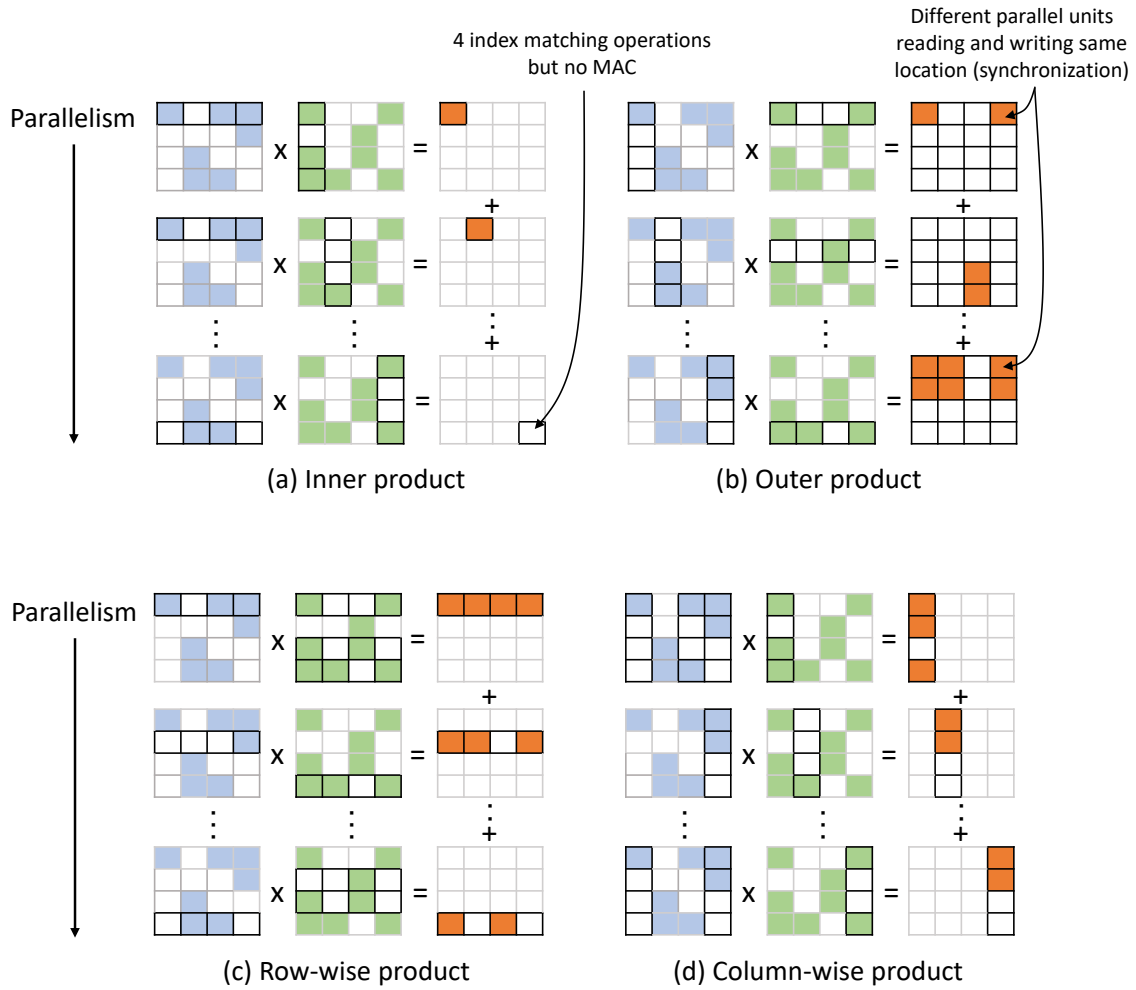 4 index matching operations
but no MAC
Different parallel units
reading and writing same
location (synchronization)
Parallelism
x
=
x
=
+
+
x
=
x
=
⋮
⋮
⋮
+
⋮
⋮
⋮
+
x
=
x
=
(a) Inner product
(b) Outer product
Parallelism
x
=
x
=
+
+
x
=
x
=
⋮
⋮
⋮
+
⋮
⋮
⋮
+
x
=
x
=
(c) Row-wise product
(d) Column-wise product